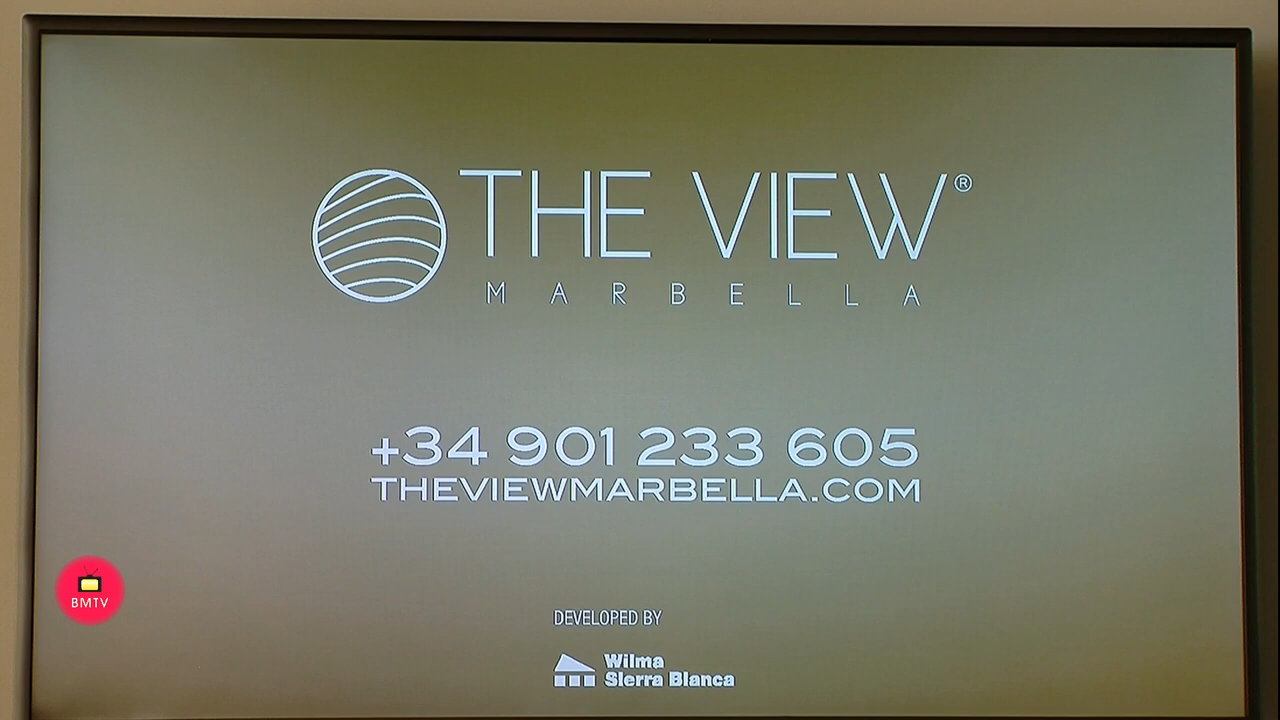 THE VIEW®
MARBELLA
+34 901 233 605
THEVIEWMARBELLA.COM
BMTV
DEVELOPED BY
Wilma
Sierra Blanca